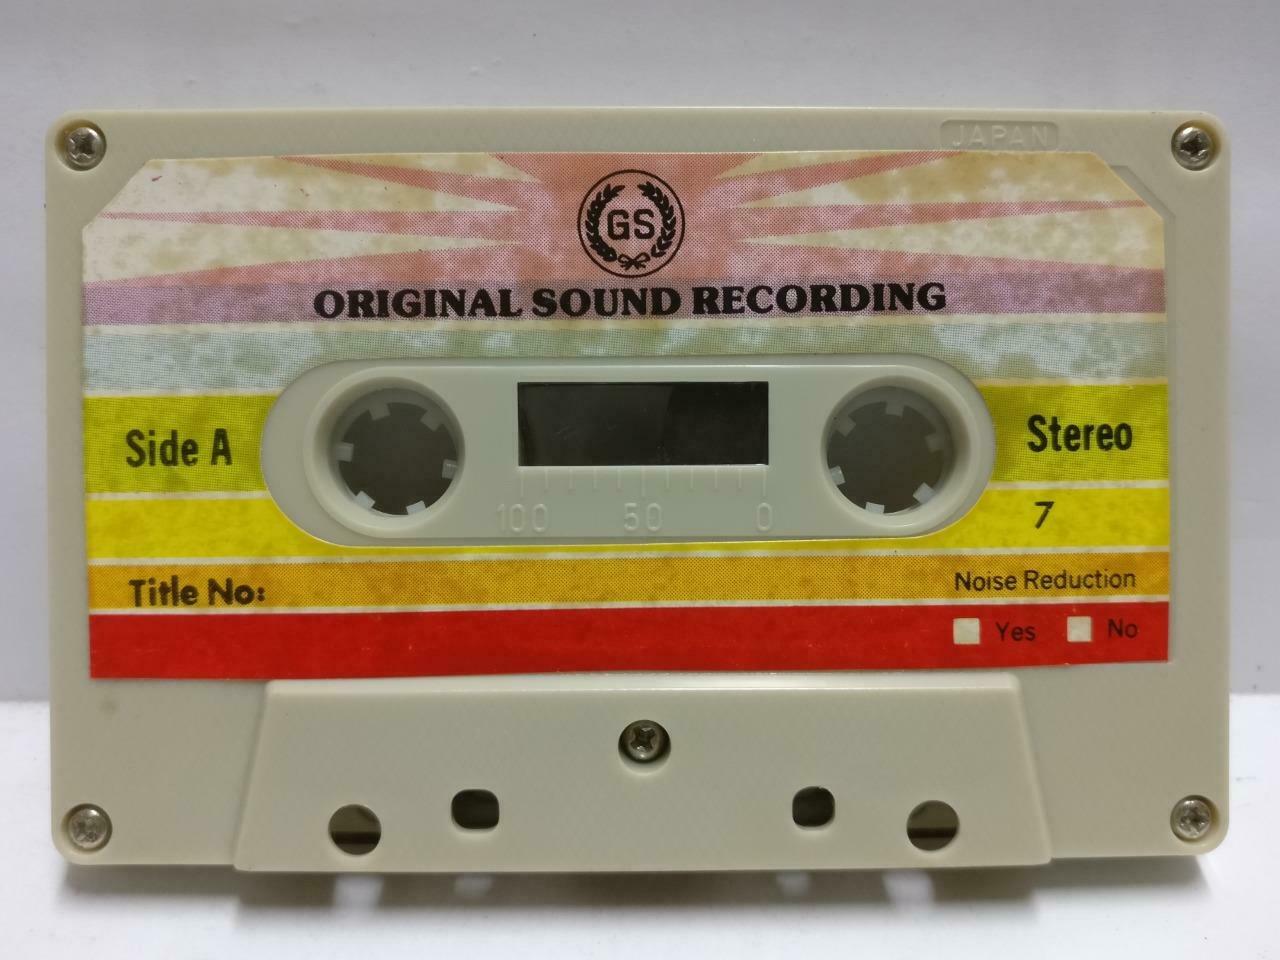 JAPAN
GS
ORIGINAL SOUND RECORDING
Side A
Stereo
100 50 0
7
Title No:
Noise Reduction
Yes No